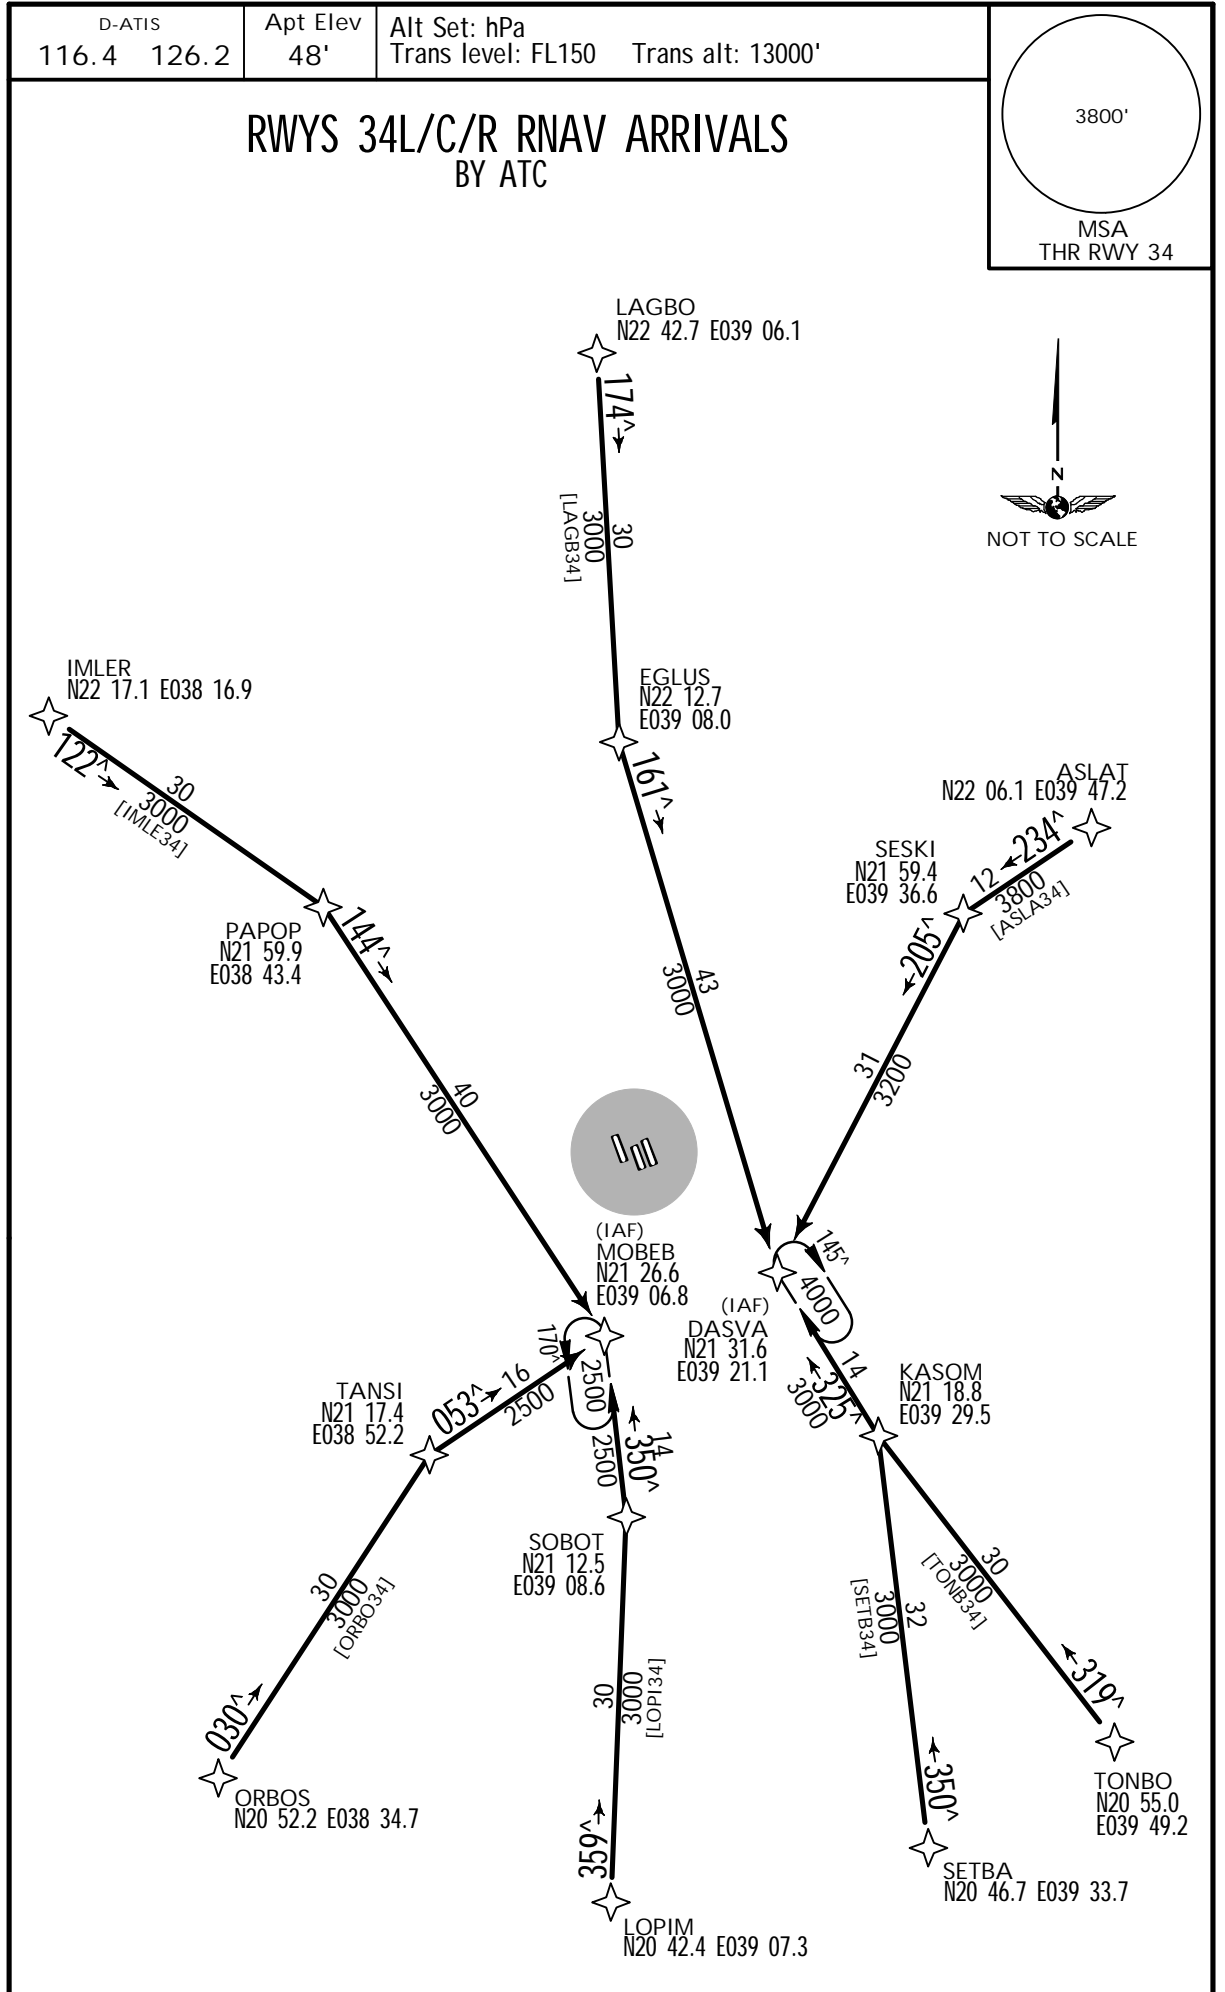 D-ATIS
116.4 126.2
Apt Elev
48'
Alt Set: hPa
Trans level: FL150 Trans alt: 13000'
3800'
MSA
THR RWY 34
RWYS 34L/C/R RNAV ARRIVALS
BY ATC
LAGBO
N22 42.7 E039 06.1
174^
30
3000
[LAGB34]
N
NOT TO SCALE
IMLER
N22 17.1 E038 16.9
122^
30
3000
[IMLE34]
EGLUS
N22 12.7
E039 08.0
161^
43
3000
ASLAT
N22 06.1 E039 47.2
234^
12
3800
[ASLA34]
SESKI
N21 59.4
E039 36.6
205^
31
3200
PAPOP
N21 59.9
E038 43.4
144^
40
3000
(IAF)
MOBEB
N21 26.6
E039 06.8
170^
2500
145^
4000
(IAF)
DASVA
N21 31.6
E039 21.1
14
325^
3000
KASOM
N21 18.8
E039 29.5
TANSI
N21 17.4
E038 52.2
053^
16
2500
14
350^
2500
SOBOT
N21 12.5
E039 08.6
30
3000
[ORBO34]
030^
ORBOS
N20 52.2 E038 34.7
30
3000
[LOPI34]
359^
LOPIM
N20 42.4 E039 07.3
32
3000
[SETB34]
350^
SETBA
N20 46.7 E039 33.7
30
3000
[TONB34]
319^
TONBO
N20 55.0
E039 49.2